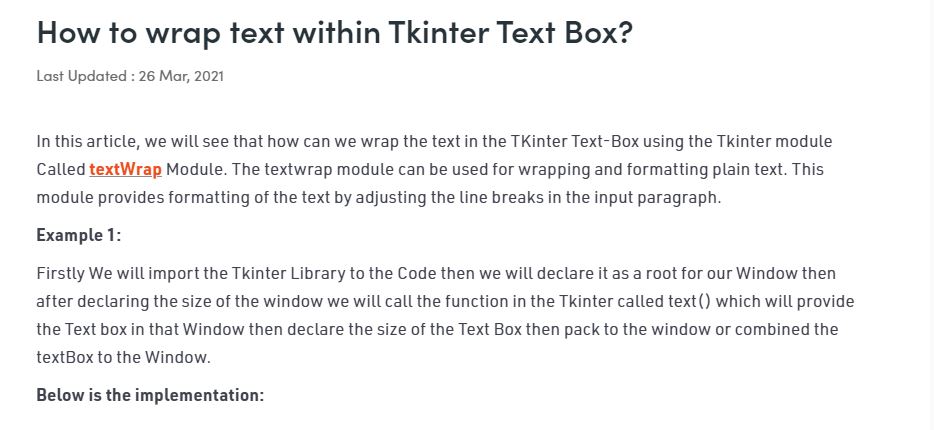 How to wrap text within Tkinter Text Box?
Last Updated : 26 Mar, 2021
In this article, we will see that how can we wrap the text in the TKinter Text-Box using the Tkinter module
Called textWrap Module. The textwrap module can be used for wrapping and formatting plain text. This
module provides formatting of the text by adjusting the line breaks in the input paragraph.
Example 1:
Firstly We will import the Tkinter Library to the Code then we will declare it as a root for our Window then
after declaring the size of the window we will call the function in the Tkinter called text() which will provide
the Text box in that Window then declare the size of the Text Box then pack to the window or combined the
textBox to the Window.
Below is the implementation: